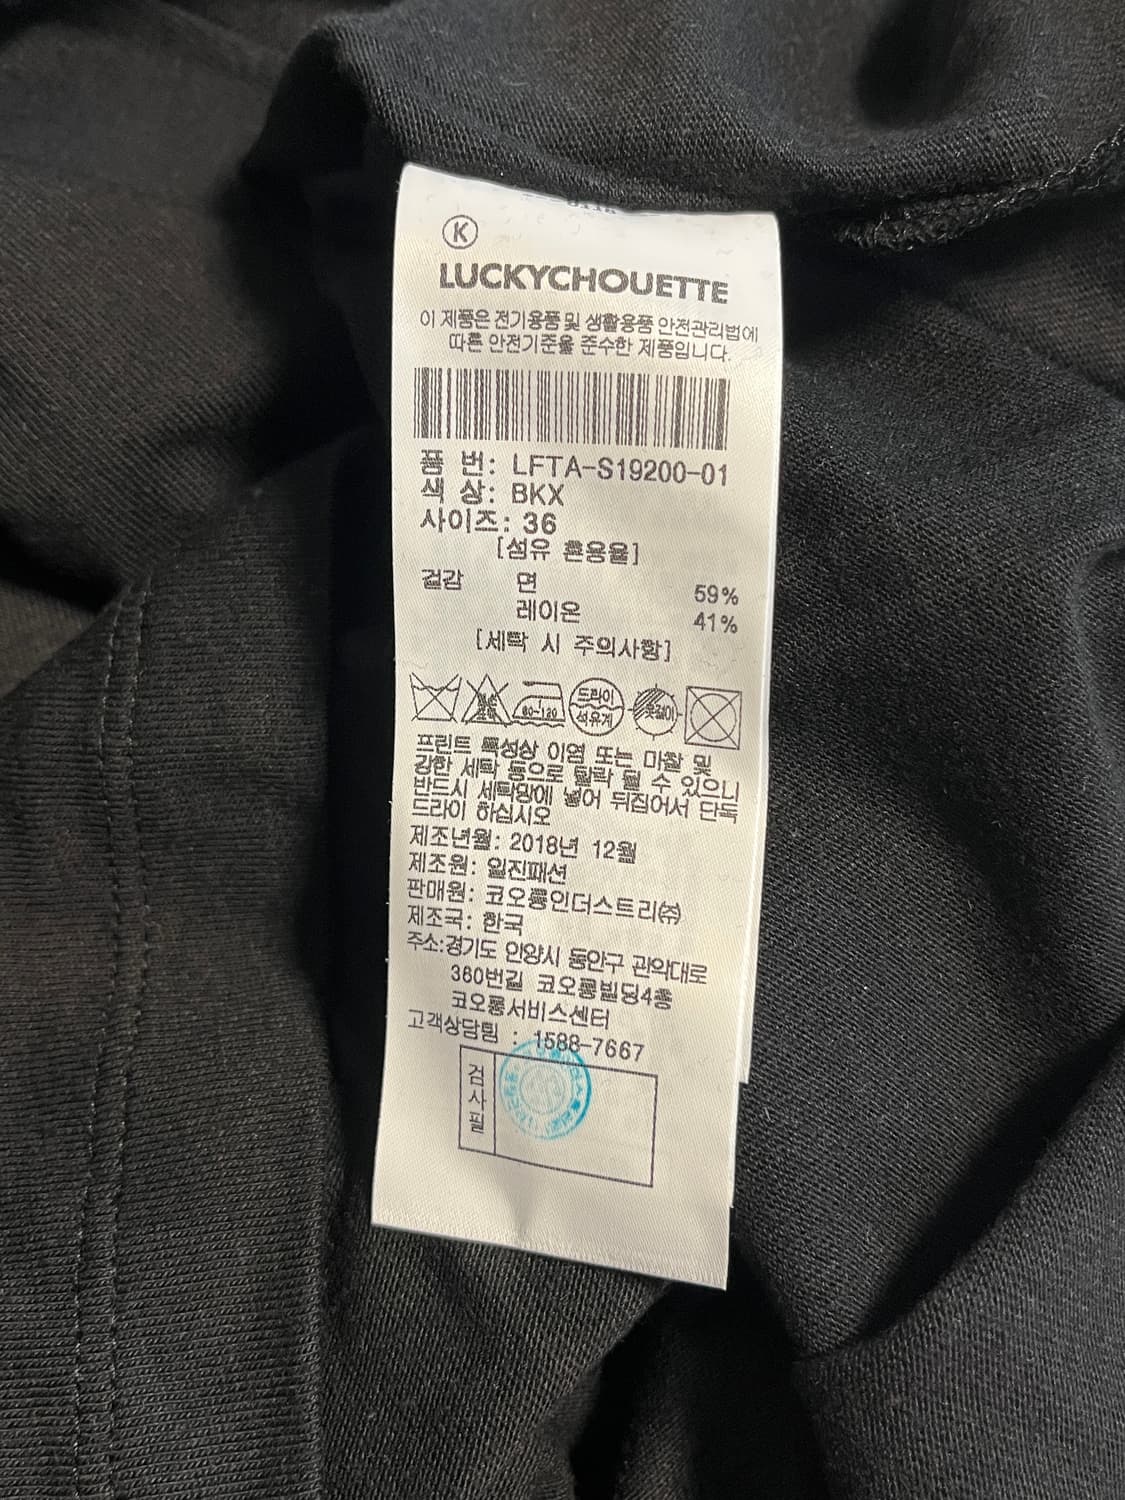 K
LUCKYCHOUETTE
이 제품은 전기용품 및 생활용품 안전관리법에
따른 안전기준을 준수한 제품입니다.
품 번: LFTA-S19200-01
색 상: BKX
사이즈: 36
[섬유 혼용율]
겉감 면 59%
레이온 41%
[세탁 시 주의사항]
80-120 드라이 옷걸이
석유계
프린트 특성상 이염 또는 마찰 및
강한 세탁 등으로 탈락 될 수 있으니
반드시 세탁망에 넣어 뒤집어서 단독
드라이 하십시오
제조년월: 2018년 12월
제조원: 일진패션
판매원: 코오롱인더스트리㈜
제조국: 한국
주소:경기도 안양시 동안구 관악대로
360번길 코오롱빌딩4층
코오롱서비스센터
고객상담팀 : 1588-7667
검사필